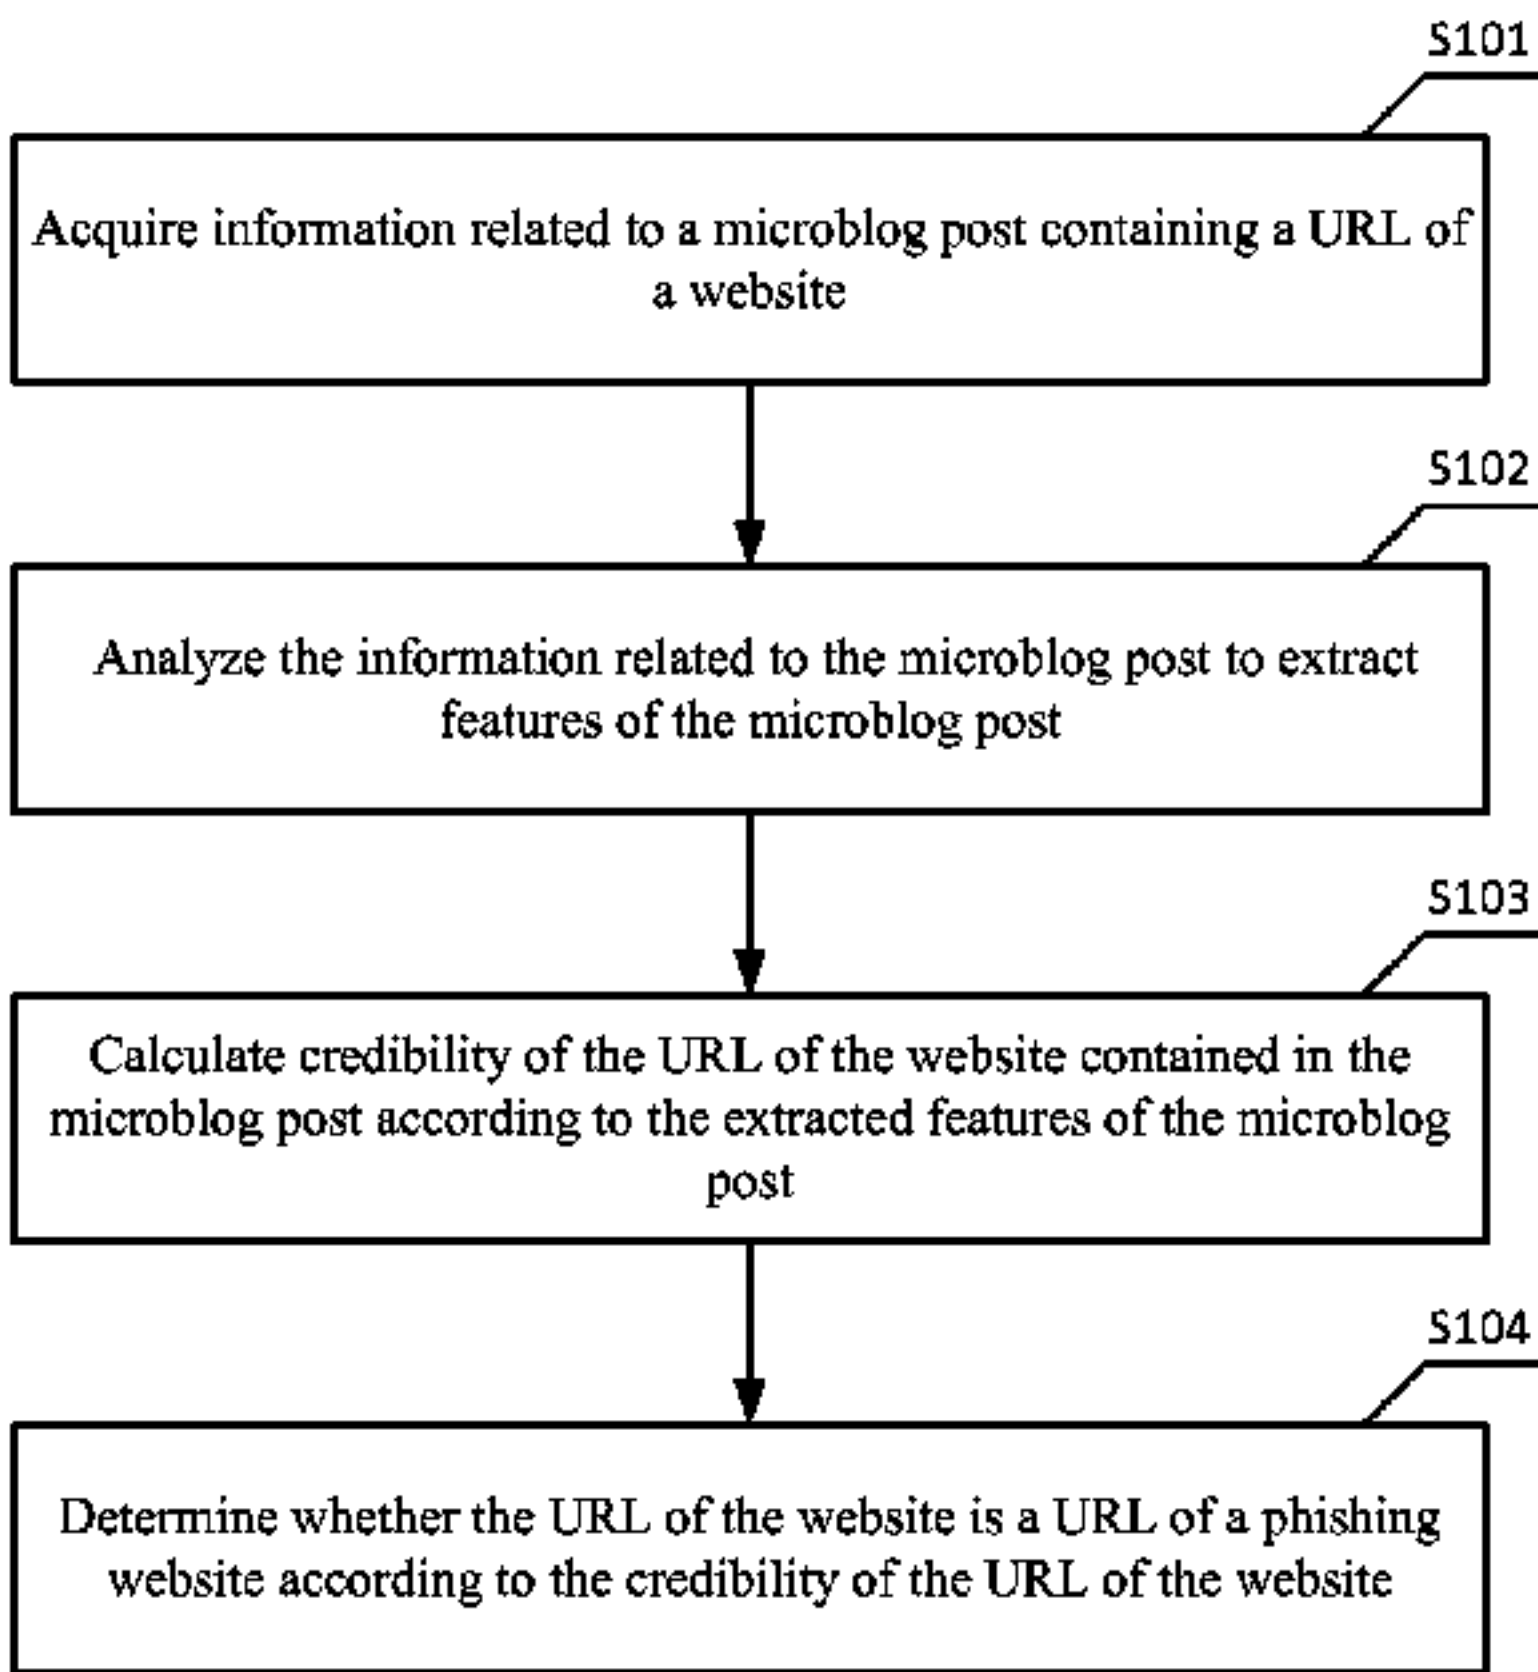 S101
Acquire information related to a microblog post containing a URL of
a website
S102
Analyze the information related to the microblog post to extract
features of the microblog post
S103
Calculate credibility of the URL of the website contained in the
microblog post according to the extracted features of the microblog
post
S104
Determine whether the URL of the website is a URL of a phishing
website according to the credibility of the URL of the website